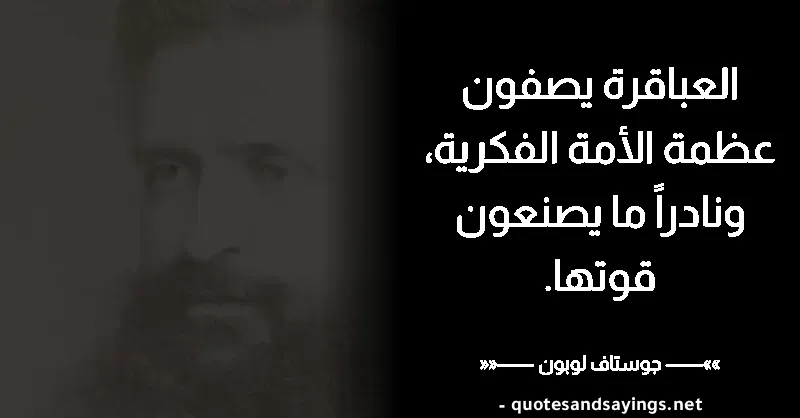 العباقرة يصفون
عظمة الأمة الفكرية،
ونادراً ما يصنعون
قوتها.
»»—— جوستاف لوبون ——««
- quotesandsayings.net